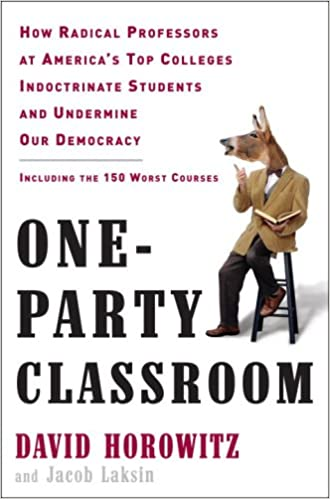 How Radical Professors
at America's Top Colleges
Indoctrinate Students
and Undermine
Our Democracy
Including the 150 Worst Courses
ONE-
PARTY
CLASSROOM
DAVID HOROWITZ
and Jacob Laksin